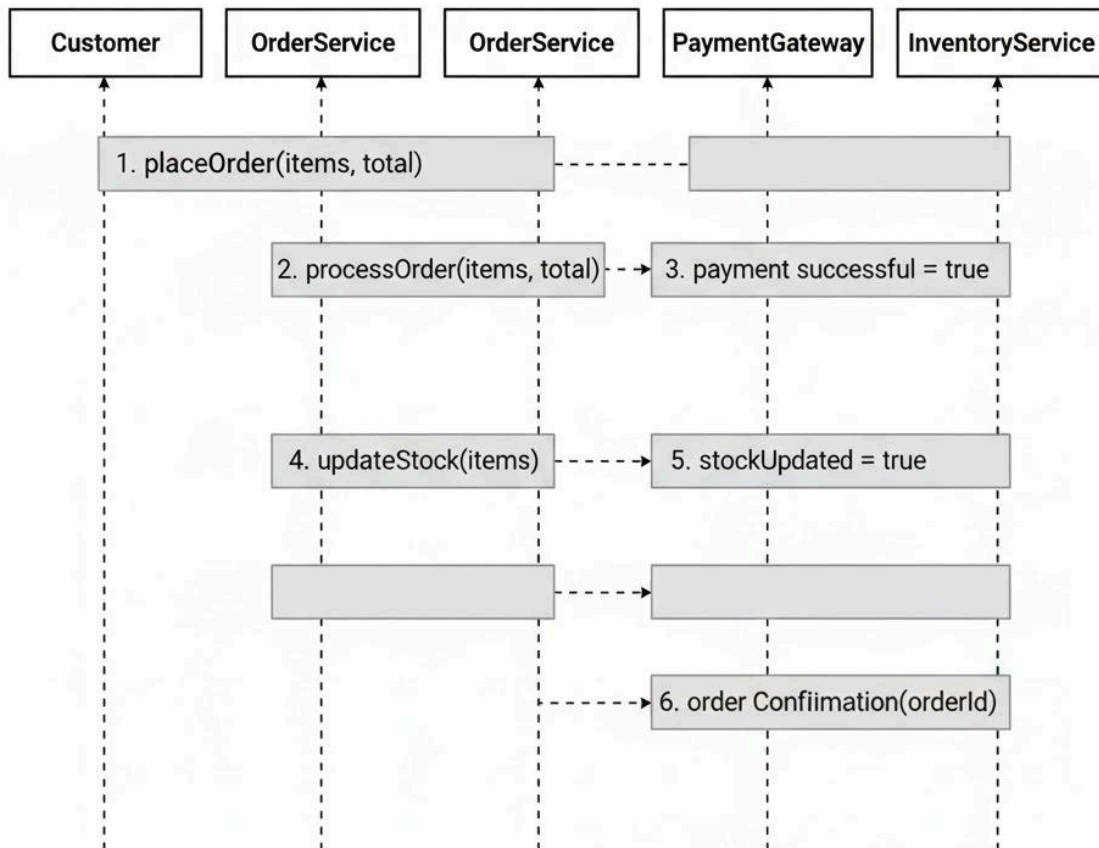 Customer
OrderService
OrderService
PaymentGateway
InventoryService
1. placeOrder(items, total)
2. processOrder(items, total)
3. payment successful = true
4. updateStock(items)
5. stockUpdated = true
6. order Confiimation(orderId)